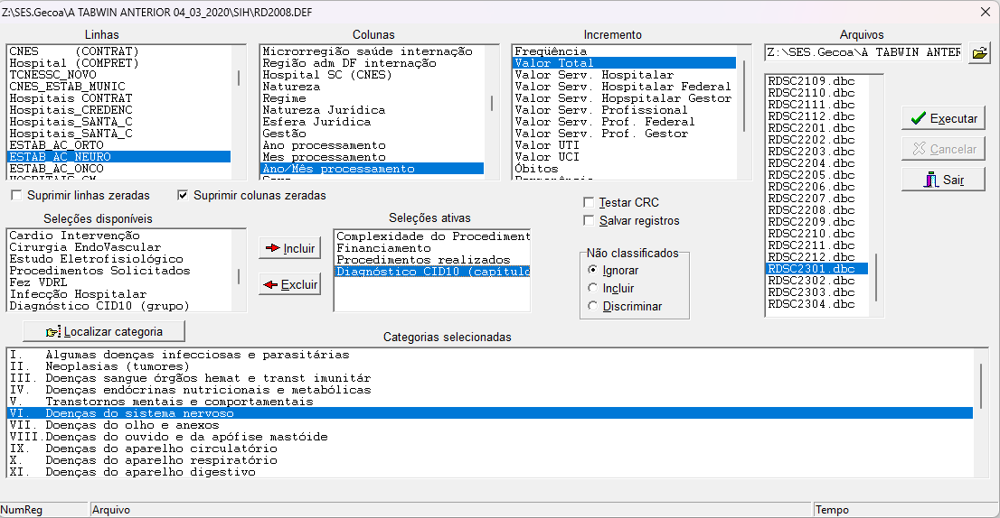 Z:\SES.Gecoa\A TABWIN ANTERIOR 04_03_2020\SIH\RD2008.DEF
Linhas
CNES (CONTRAT)
Hospital (COMPRET)
TCNESSC_NOVO
CNES_ESTAB_MUNIC
Hospitais CONTRAT
Hospitais_CREDENC
Hospitais_SANTA_C
Hospitais_SANTA_C
ESTAB_AC_ORTO
ESTAB_AC_NEURO
ESTAB_AC_ONCO
Colunas
Microrregião saúde internação
Região adm DF internação
Hospital SC (CNES)
Natureza
Regime
Natureza Jurídica
Esfera Jurídica
Gestão
Ano processamento
Mes processamento
Ano/Mês processamento
Incremento
Freqüência
Valor Total
Valor Serv. Hospitalar
Valor Serv. Hospitalar Federal
Valor Serv. Hopspitalar Gestor
Valor Serv. Profissional
Valor Serv. Prof. Federal
Valor Serv. Prof. Gestor
Valor UTI
Valor UCI
Óbitos
Arquivos
Z:\SES.Gecoa\A TABWIN ANTER
RDSC2109.dbc
RDSC2110.dbc
RDSC2111.dbc
RDSC2112.dbc
RDSC2201.dbc
RDSC2202.dbc
RDSC2203.dbc
RDSC2204.dbc
RDSC2205.dbc
RDSC2206.dbc
RDSC2207.dbc
RDSC2208.dbc
RDSC2209.dbc
RDSC2210.dbc
RDSC2211.dbc
RDSC2212.dbc
RDSC2301.dbc
RDSC2302.dbc
RDSC2303.dbc
RDSC2304.dbc
Executar
Cancelar
Sair
Suprimir linhas zeradas
Suprimir colunas zeradas
Seleções disponíveis
Cardio Intervenção
Cirurgia EndoVascular
Estudo Eletrofisiológico
Procedimentos Solicitados
Fez VDRL
Infecção Hospitalar
Diagnóstico CID10 (grupo)
Incluir
Excluir
Seleções ativas
Complexidade do Procediment
Financiamento
Procedimentos realizados
Diagnóstico CID10 (capítulo
Testar CRC
Salvar registros
Não classificados
Ignorar
Incluir
Discriminar
Localizar categoria
Categorias selecionadas
I. Algumas doenças infecciosas e parasitárias
II. Neoplasias (tumores)
III. Doenças sangue órgãos hemat e transt imunitár
IV. Doenças endócrinas nutricionais e metabólicas
V. Transtornos mentais e comportamentais
VI. Doenças do sistema nervoso
VII. Doenças do olho e anexos
VIII.Doenças do ouvido e da apófise mastóide
IX. Doenças do aparelho circulatório
X. Doenças do aparelho respiratório
XI. Doenças do aparelho digestivo
NumReg
Arquivo
Tempo